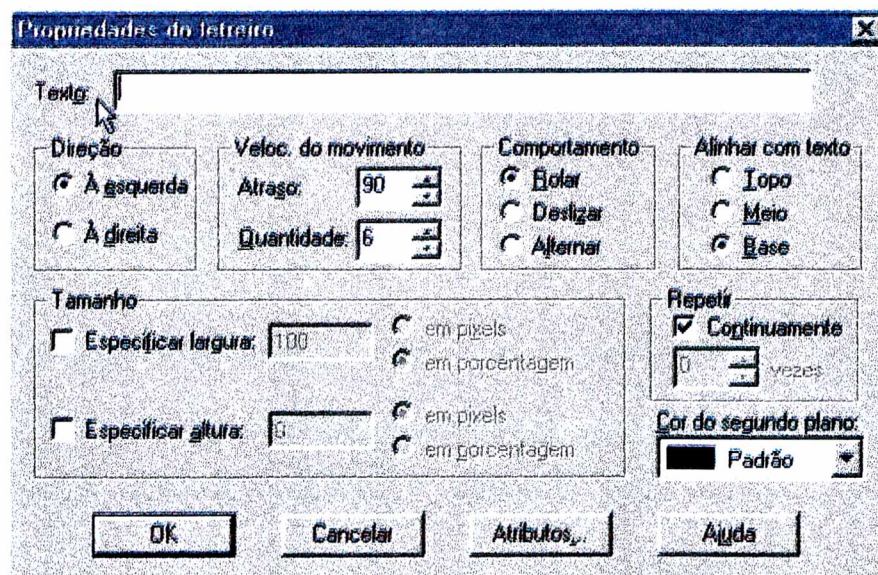 Propriedades do letreiro
Texto:
Direção
À esquerda
À direita
Veloc. do movimento
Atraso: 90
Quantidade: 6
Comportamento
Rolar
Deslizar
Alternar
Alinhar com texto
Topo
Meio
Base
Tamanho
Especificar largura: 100
em pixels
em porcentagem
Especificar altura: 0
em pixels
em porcentagem
Repetir
Continuamente
0 vezes
Cor do segundo plano:
Padrão
OK Cancelar Atributos... Ajuda